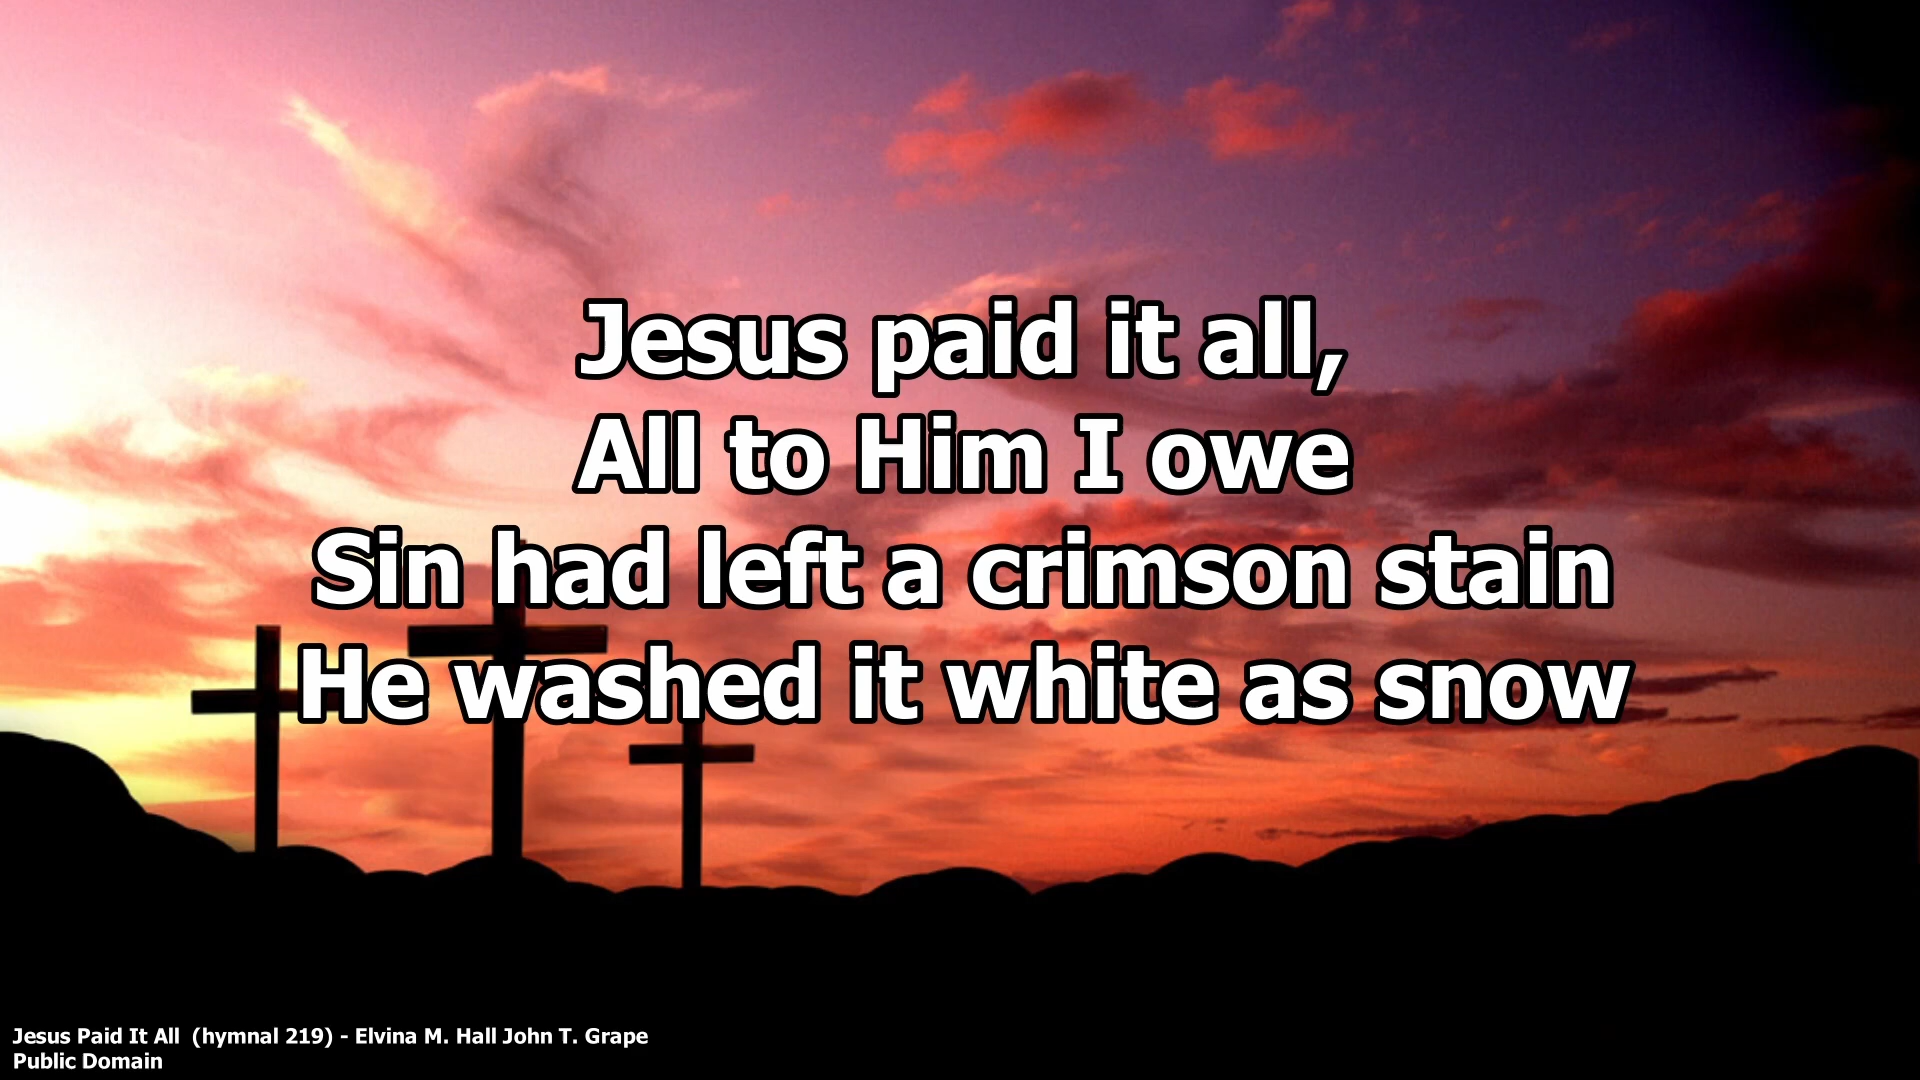 Jesus paid it all,
All to Him I owe
Sin had left a crimson stain
He washed it white as snow
Jesus Paid It All  (hymnal 219) - Elvina M. Hall John T. Grape
Public Domain